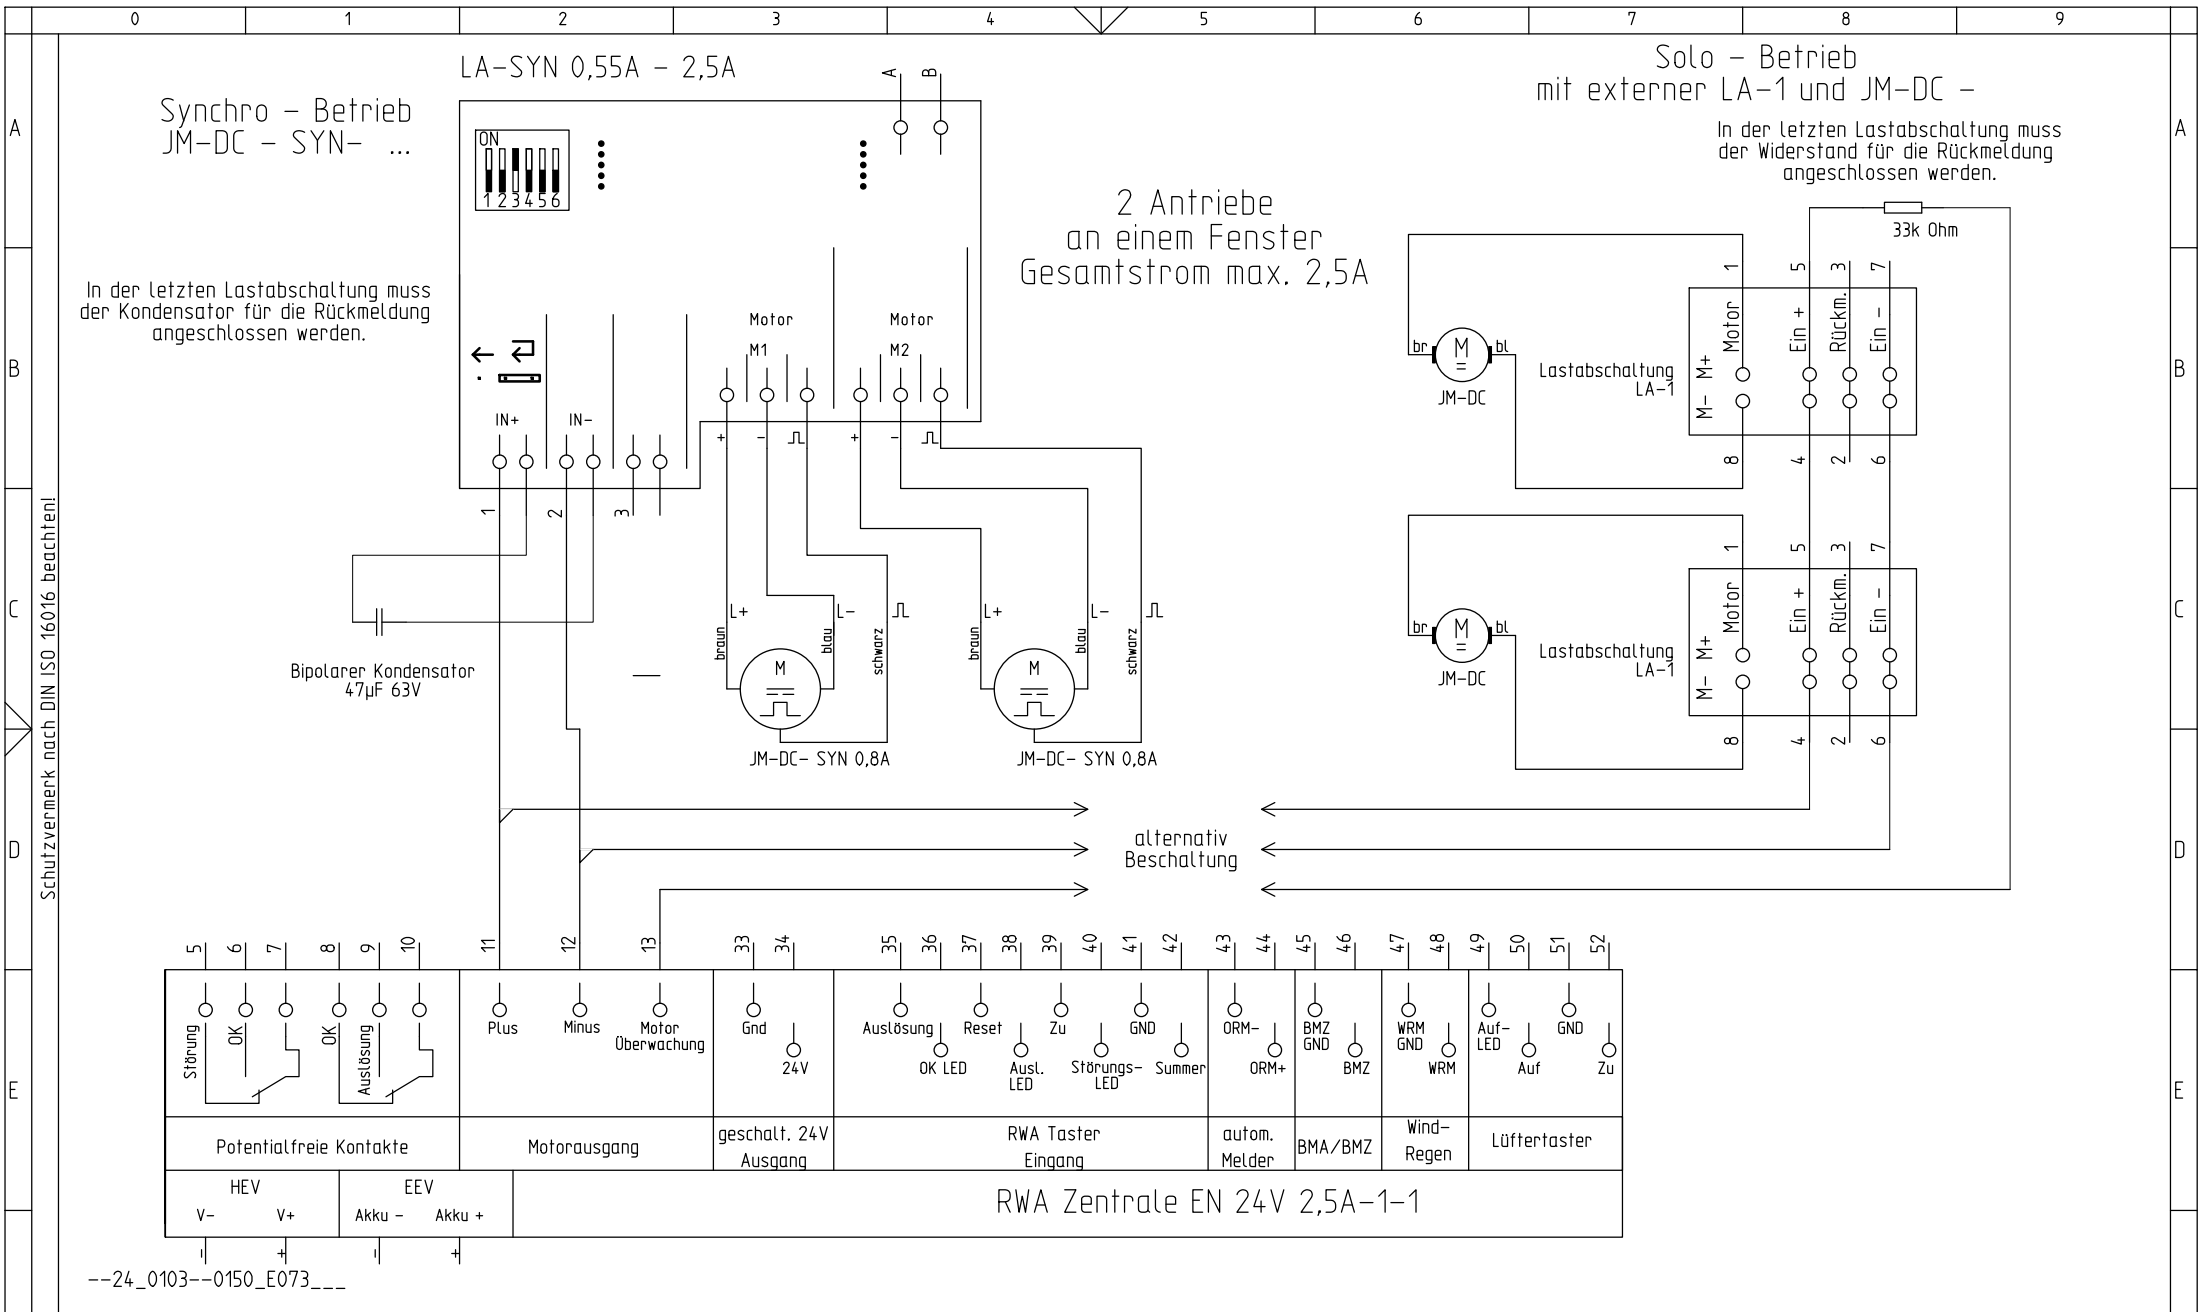 0 1 2 3 4 5 6 7 8 9
A
B
C
D
E
A
B
C
D
E
Schutzvermerk nach DIN ISO 16016 beachten!
Synchro - Betrieb
JM-DC - SYN- ...
In der letzten Lastabschaltung muss
der Kondensator für die Rückmeldung
angeschlossen werden.
LA-SYN 0,55A - 2,5A
A B
ON
1 2 3 4 5 6
Motor
M1
Motor
M2
IN+ IN-
+ - + -
1 2 3
Bipolarer Kondensator
47µF 63V
L+ L- L+ L-
braun blau schwarz braun blau schwarz
M M
JM-DC- SYN 0,8A JM-DC- SYN 0,8A
2 Antriebe
an einem Fenster
Gesamtstrom max. 2,5A
Solo - Betrieb
mit externer LA-1 und JM-DC -
In der letzten Lastabschaltung muss
der Widerstand für die Rückmeldung
angeschlossen werden.
33k Ohm
1 5 3 7
Motor Ein + Rückm. Ein -
M- M+
br M bl
=
JM-DC
Lastabschaltung
LA-1
8 4 2 6
1 5 3 7
Motor Ein + Rückm. Ein -
M- M+
br M bl
=
JM-DC
Lastabschaltung
LA-1
8 4 2 6
alternativ
Beschaltung
5 6 7 8 9 10 11 12 13 33 34 35 36 37 38 39 40 41 42 43 44 45 46 47 48 49 50 51 52
Störung OK OK Auslösung
Plus Minus Motor
Überwachung
Gnd
24V
Auslösung Reset Zu GND
OK LED Ausl.
LED
Störungs-
LED
Summer
ORM-
ORM+
BMZ
GND
BMZ
WRM
GND
WRM
Auf-
LED
GND
Auf Zu
Potentialfreie Kontakte
Motorausgang
geschalt. 24V
Ausgang
RWA Taster
Eingang
autom.
Melder
BMA/BMZ
Wind-
Regen
Lüftertaster
HEV EEV
V- V+ Akku - Akku +
RWA Zentrale EN 24V 2,5A-1-1
- + - +
--24_0103--0150_E073___